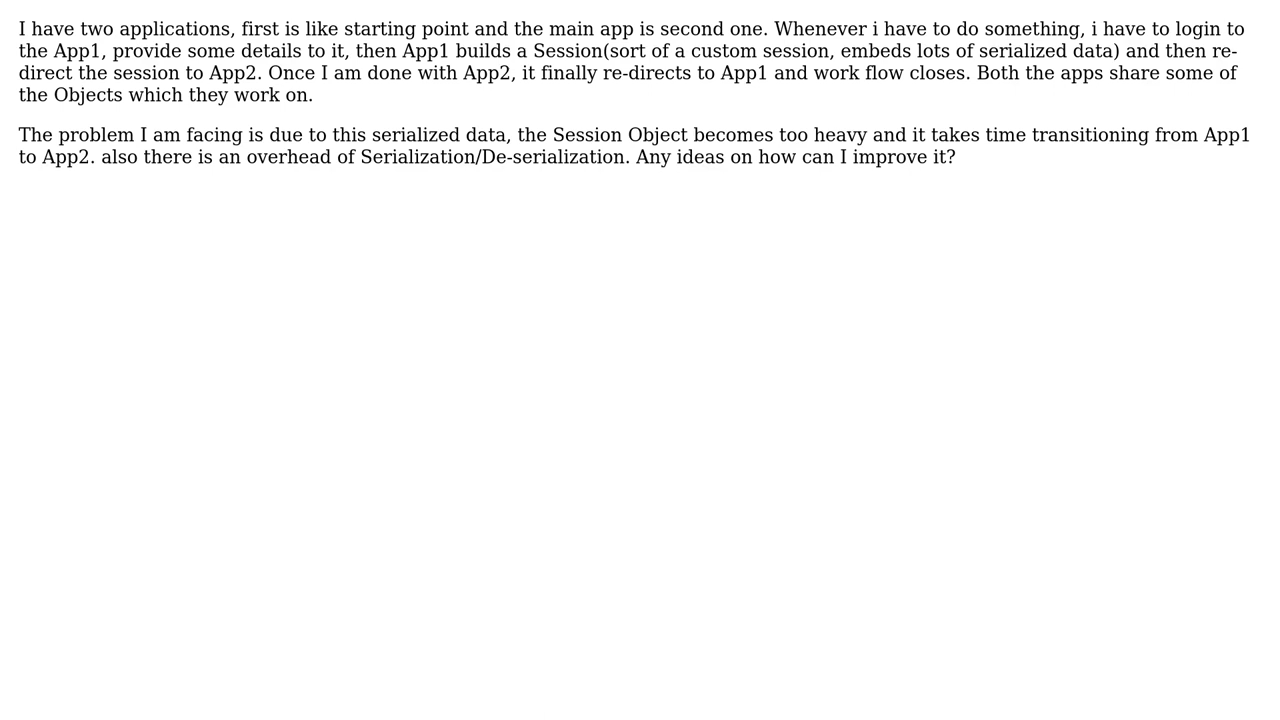 I have two applications, first is like starting point and the main app is second one. Whenever i have to do something, i have to login to
the App1, provide some details to it, then App1 builds a Session(sort of a custom session, embeds lots of serialized data) and then re-
direct the session to App2. Once I am done with App2, it finally re-directs to App1 and work flow closes. Both the apps share some of
the Objects which they work on.
The problem I am facing is due to this serialized data, the Session Object becomes too heavy and it takes time transitioning from App1
to App2. also there is an overhead of Serialization/De-serialization. Any ideas on how can I improve it?